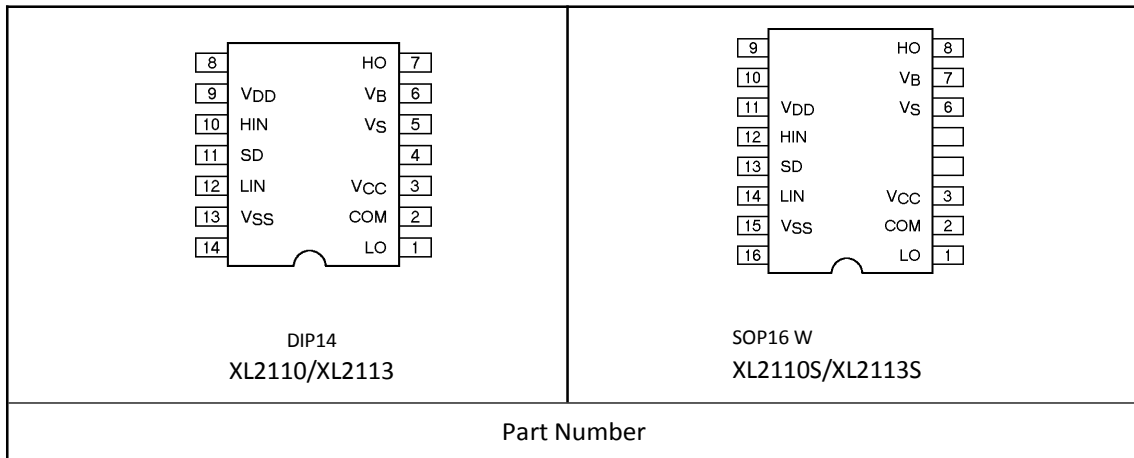 8 HO 7
9 VDD VB 6
10 HIN VS 5
11 SD 4
12 LIN VCC 3
13 VSS COM 2
14 LO 1
DIP14
XL2110/XL2113
9 HO 8
10 VB 7
11 VDD VS 6
12 HIN
13 SD
14 LIN VCC 3
15 VSS COM 2
16 LO 1
SOP16 W
XL2110S/XL2113S
Part Number